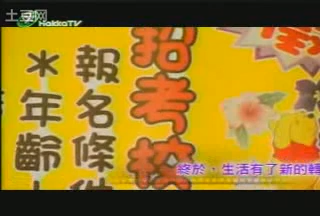 土豆网
HakkaTV
招考校
報名條件
*年齡
終於,生活有了新的